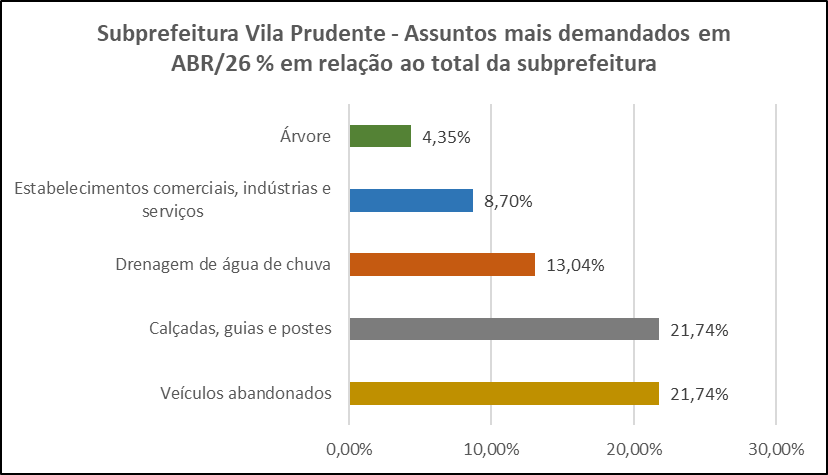 Subprefeitura Vila Prudente - Assuntos mais demandados em
ABR/26 % em relação ao total da subprefeitura
Árvore
4,35%
Estabelecimentos comerciais, indústrias e
serviços
8,70%
Drenagem de água de chuva
13,04%
Calçadas, guias e postes
21,74%
Veículos abandonados
21,74%
0,00%
10,00%
20,00%
30,00%